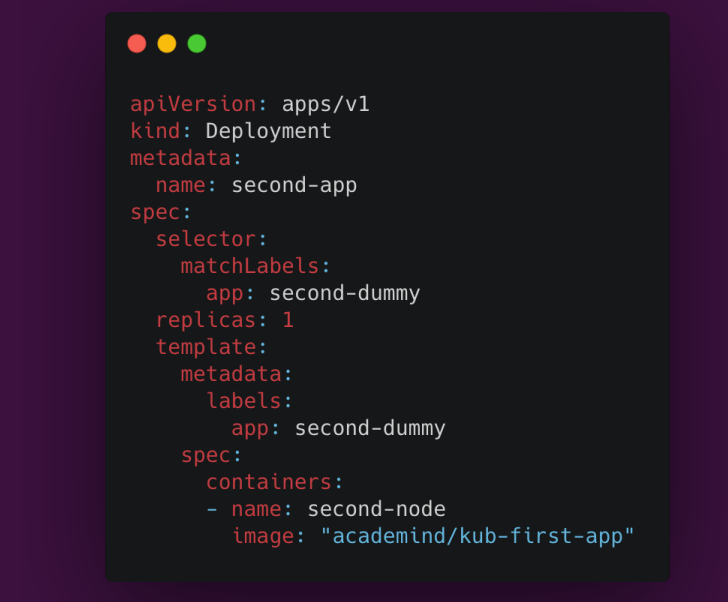 apiVersion: apps/v1
kind: Deployment
metadata:
  name: second-app
spec:
  selector:
    matchLabels:
      app: second-dummy
  replicas: 1
  template:
    metadata:
      labels:
        app: second-dummy
    spec:
      containers:
      - name: second-node
        image: "academind/kub-first-app"